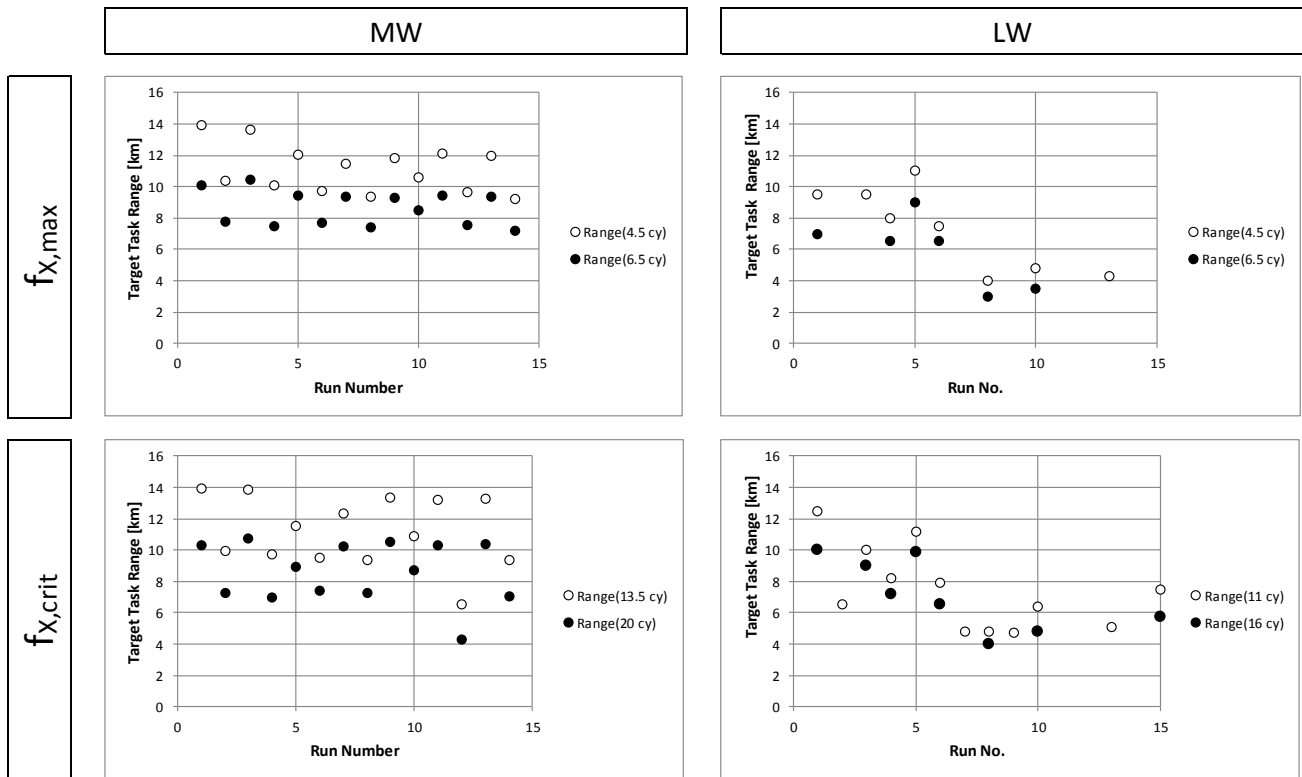 MW
LW
f_x,max
Target Task Range [km]
16
14
12
10
8
6
4
2
0
0
5
10
15
Run Number
Range(4.5 cy)
Range(6.5 cy)
Target Task Range [km]
16
14
12
10
8
6
4
2
0
0
5
10
15
Run No.
Range(4.5 cy)
Range(6.5 cy)
f_x,crit
Target Task Range [km]
16
14
12
10
8
6
4
2
0
0
5
10
15
Run Number
Range(13.5 cy)
Range(20 cy)
Target Task Range [km]
16
14
12
10
8
6
4
2
0
0
5
10
15
Run No.
Range(11 cy)
Range(16 cy)